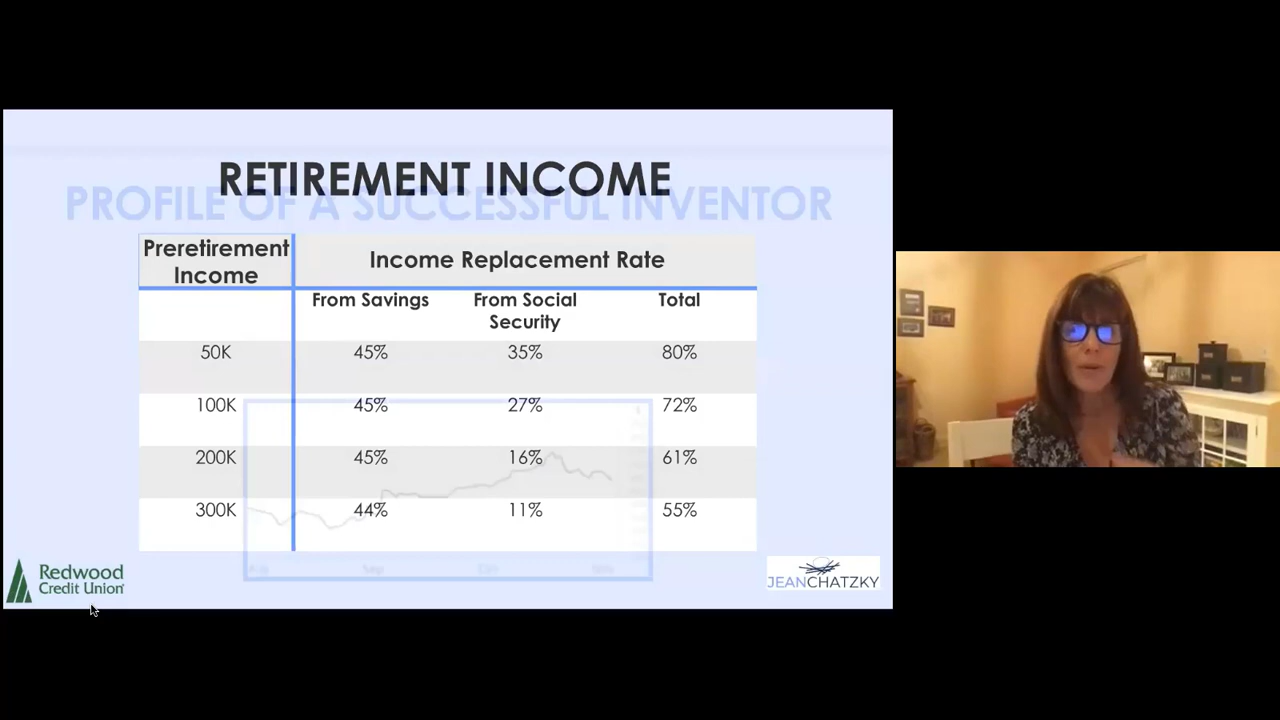 RETIREMENT INCOME
PROFILE OF A SUCCESSFUL INVENTOR
Preretirement
Income
Income Replacement Rate
From Savings
From Social
Security
Total
50K 45% 35% 80%
100K 45% 27% 72%
200K 45% 16% 61%
300K 44% 11% 55%
Sep
Redwood
Credit Union
JEANCHATZKY